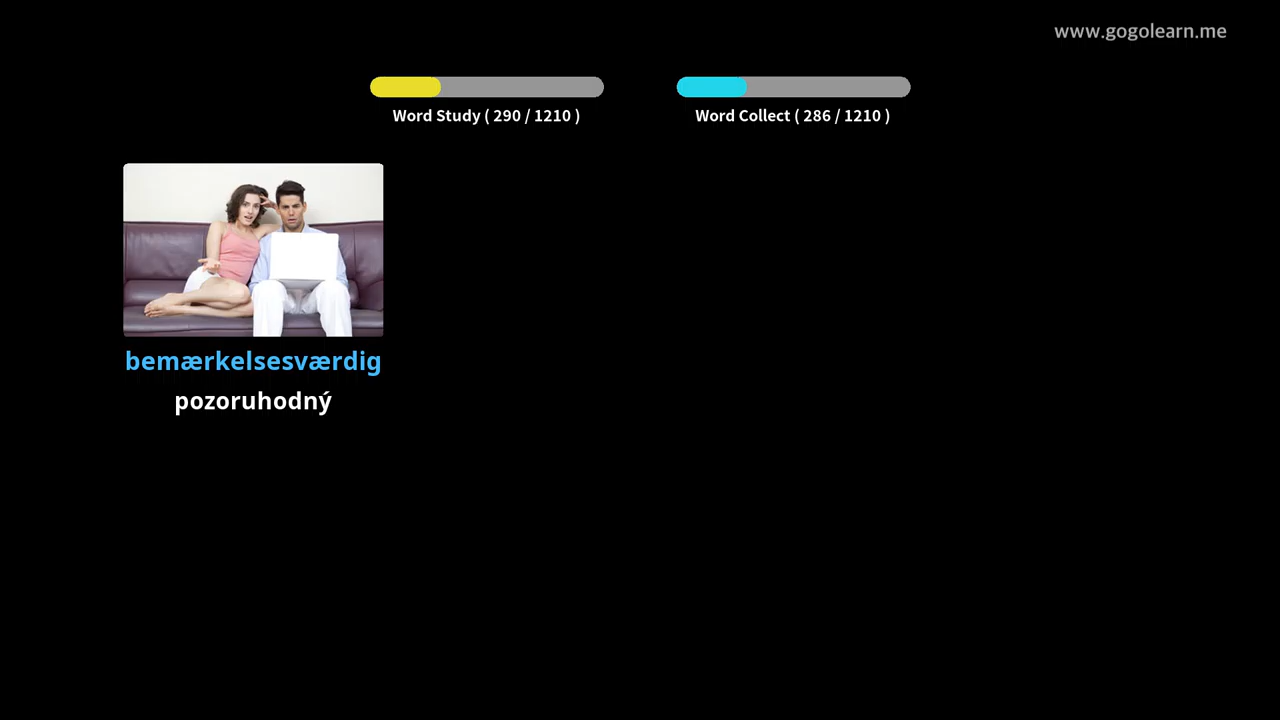 www.gogolearn.me
Word Study ( 290 / 1210 )
Word Collect ( 286 / 1210 )
bemærkelsesværdig
pozoruhodný